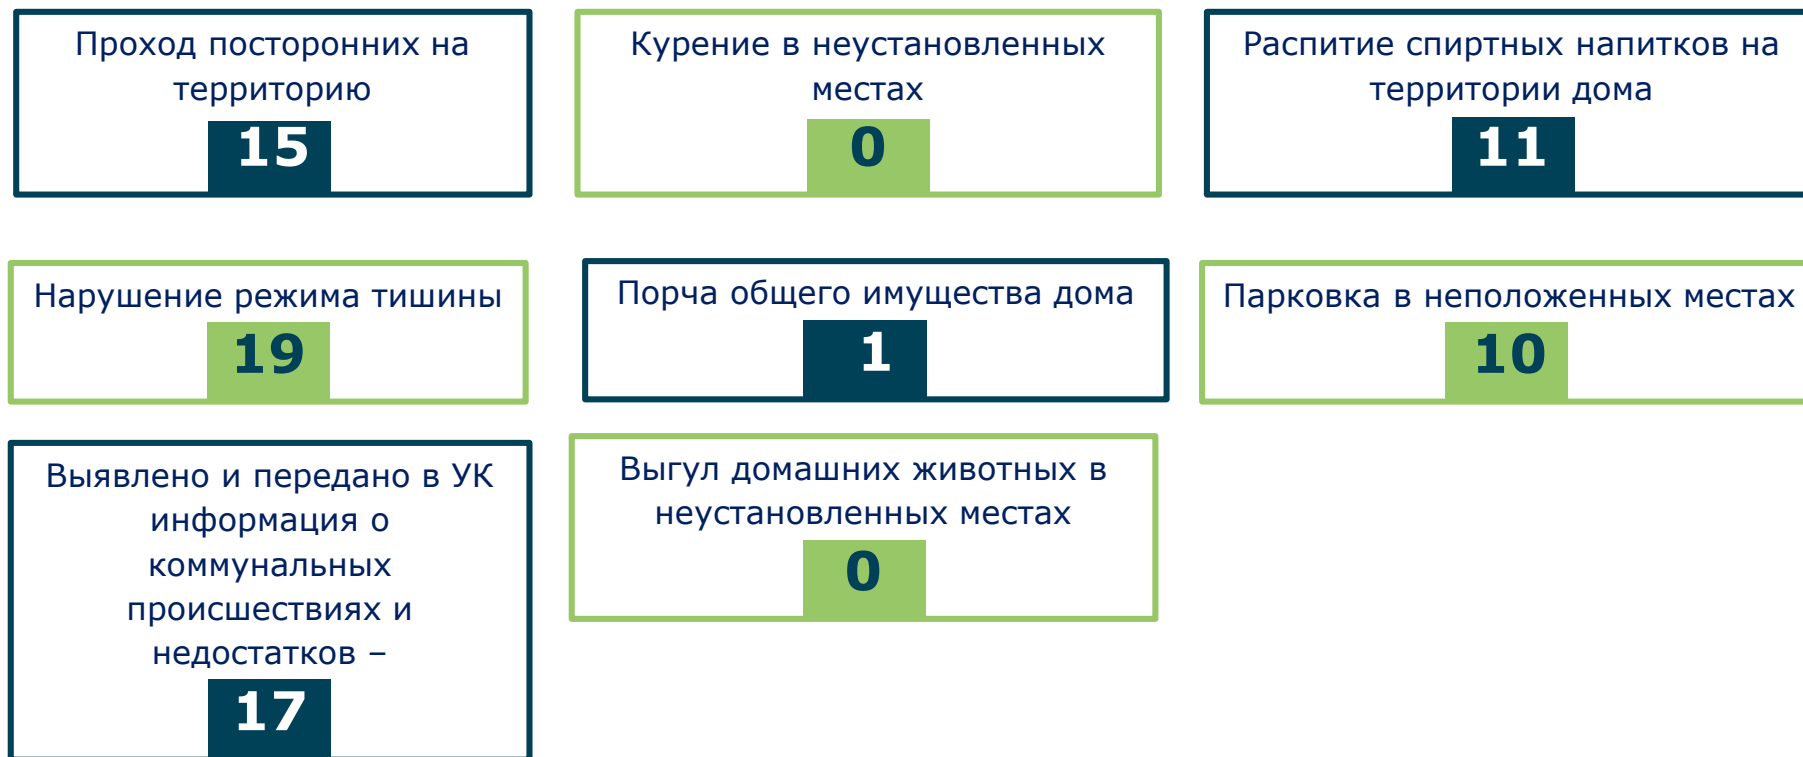 Проход посторонних на
территорию
15
Курение в неустановленных
местах
0
Распитие спиртных напитков на
территории дома
11
Нарушение режима тишины
19
Порча общего имущества дома
1
Парковка в неположенных местах
10
Выявлено и передано в УК
информация о
коммунальных
происшествиях и
недостатков –
17
Выгул домашних животных в
неустановленных местах
0